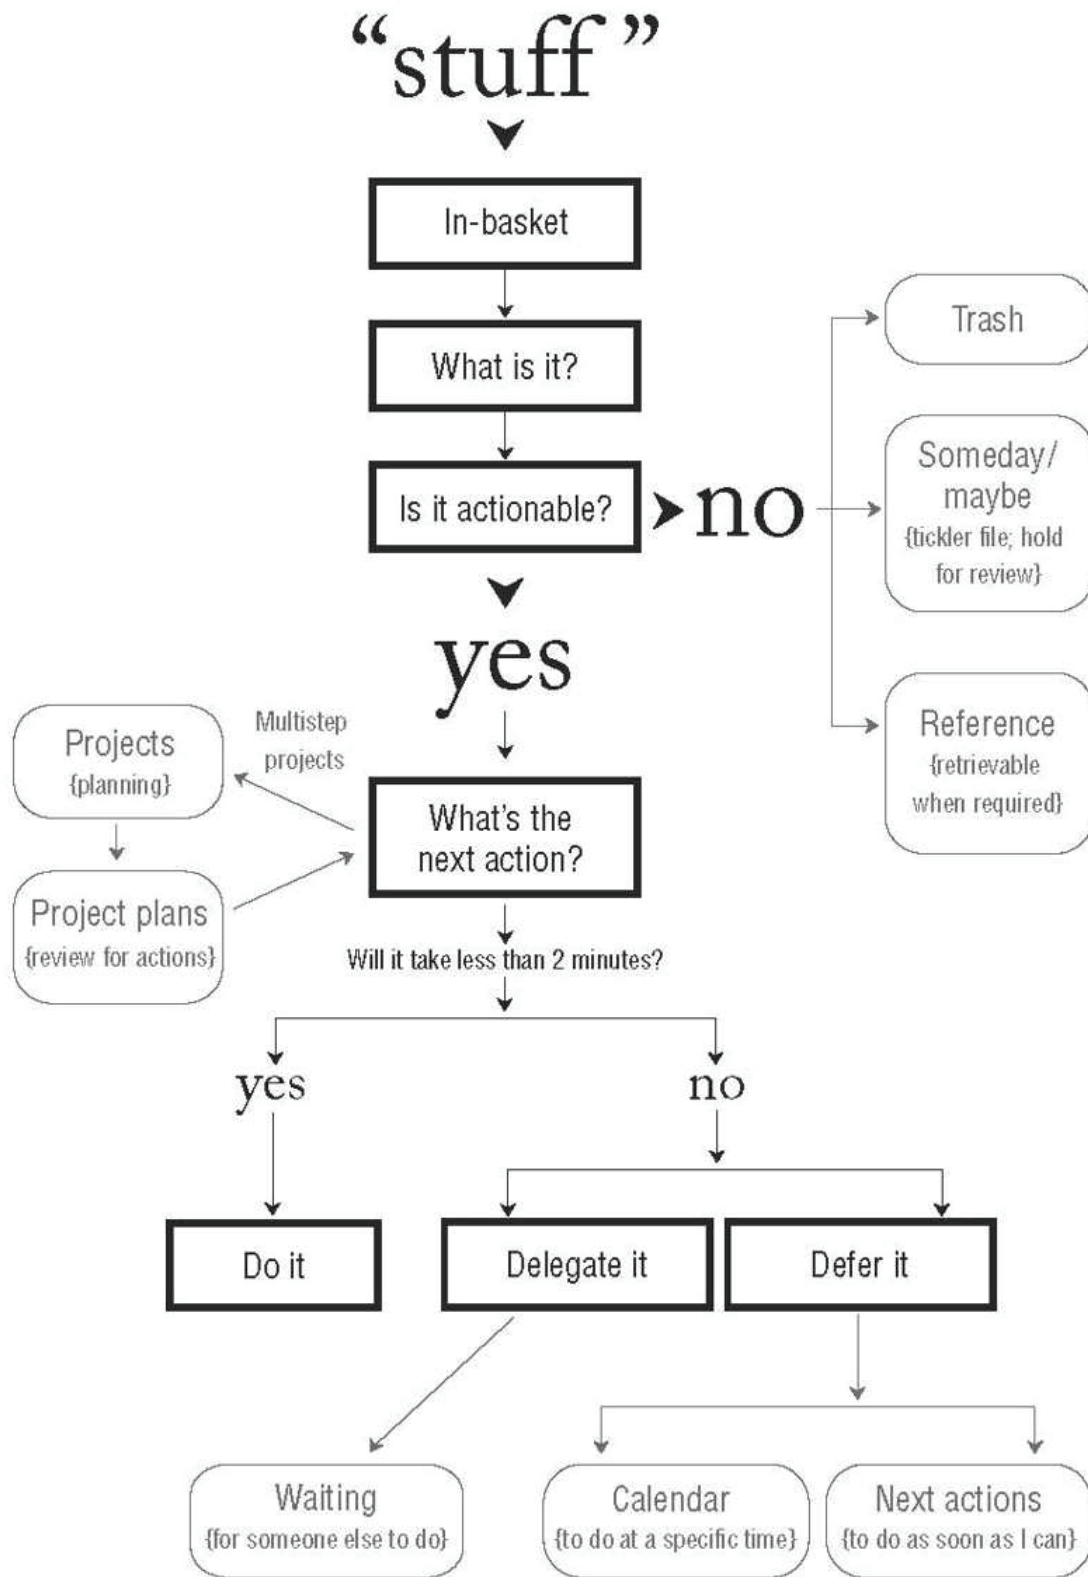 “stuff”
In-basket
What is it?
Is it actionable?
no
Trash
Someday/
maybe
{tickler file; hold
for review}
Reference
{retrievable
when required}
yes
Multistep
projects
Projects
{planning}
Project plans
{review for actions}
What's the
next action?
Will it take less than 2 minutes?
yes
no
Do it
Delegate it
Defer it
Waiting
{for someone else to do}
Calendar
{to do at a specific time}
Next actions
{to do as soon as I can}